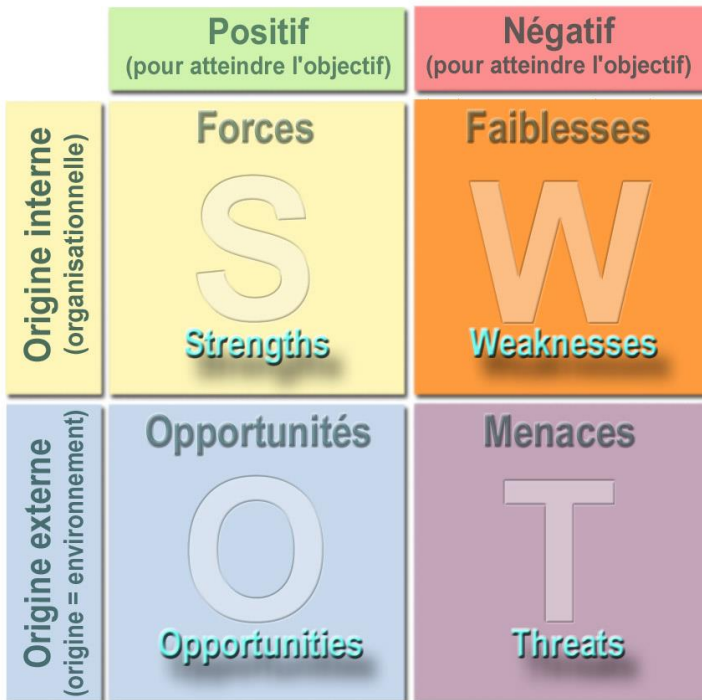 Positif
(pour atteindre l'objectif)
Négatif
(pour atteindre l'objectif)
Origine interne
(organisationnelle)
Forces
S
Strengths
Faiblesses
W
Weaknesses
Origine externe
(origine = environnement)
Opportunités
O
Opportunities
Menaces
T
Threats